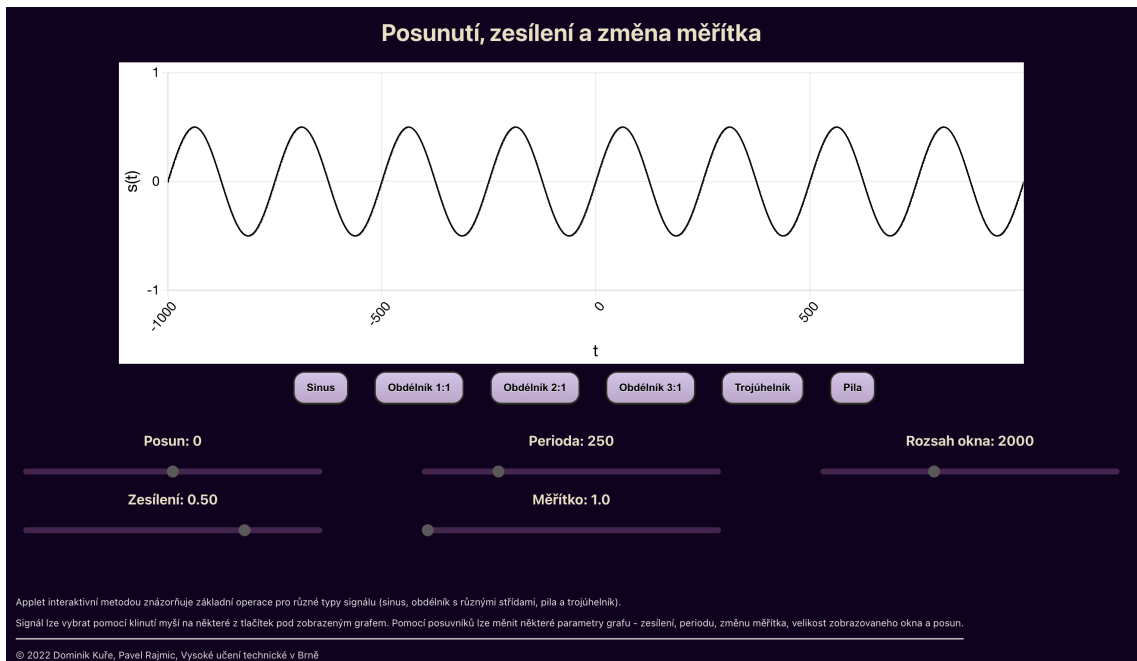 Posunutí, zesílení a změna měřítka
1
0
-1
s(t)
-1000
-500
0
500
t
Sinus
Obdélník 1:1
Obdélník 2:1
Obdélník 3:1
Trojúhelník
Pila
Posun: 0
Perioda: 250
Rozsah okna: 2000
Zesílení: 0.50
Měřítko: 1.0
Applet interaktivní metodou znázorňuje základní operace pro různé typy signálu (sinus, obdélník s různými střídami, pila a trojúhelník).
Signál lze vybrat pomocí klinutí myší na některé z tlačítek pod zobrazeným grafem. Pomocí posuvníků lze měnit některé parametry grafu - zesílení, periodu, změnu měřítka, velikost zobrazovaneho okna a posun.
© 2022 Dominik Kuře, Pavel Rajmic, Vysoké učení technické v Brně